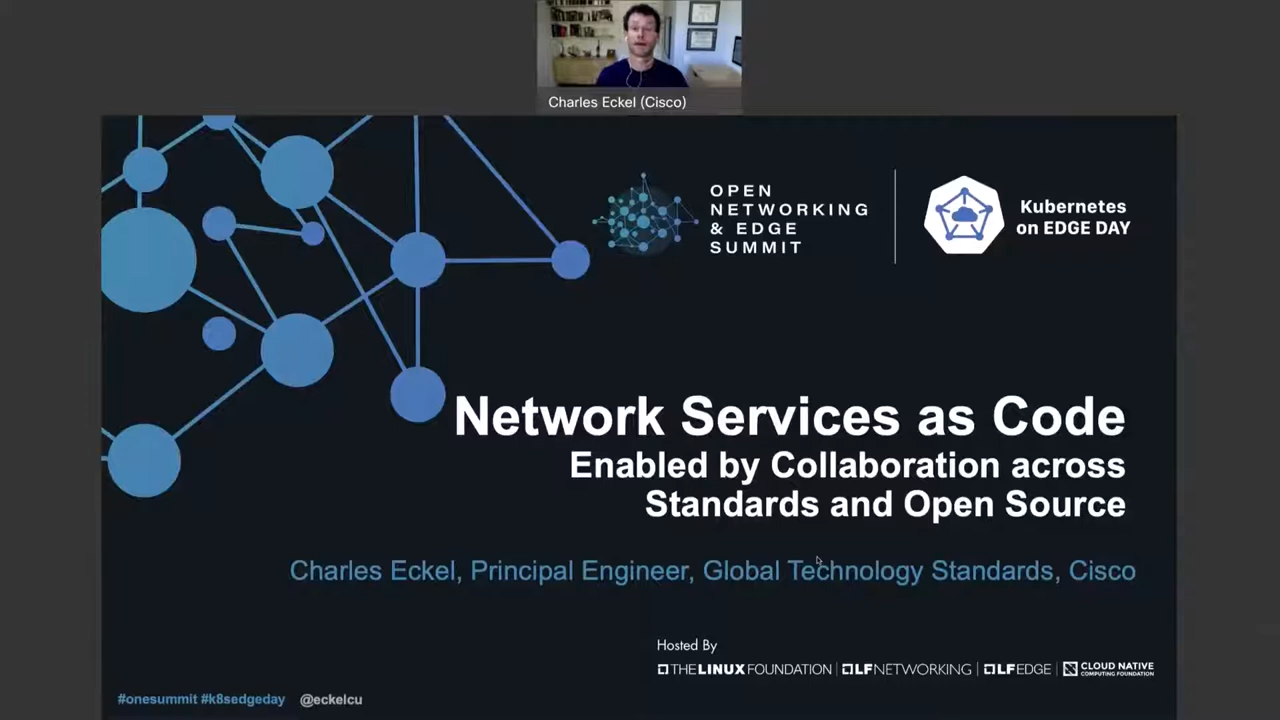 Charles Eckel (Cisco)
OPEN
NETWORKING
& EDGE
SUMMIT
Kubernetes
on EDGE DAY
Network Services as Code
Enabled by Collaboration across
Standards and Open Source
Charles Eckel, Principal Engineer, Global Technology Standards, Cisco
Hosted By
THE LINUX FOUNDATION | LF NETWORKING | LF EDGE | CLOUD NATIVE
COMPUTING FOUNDATION
#onesummit #k8sedgeday @eckelcu